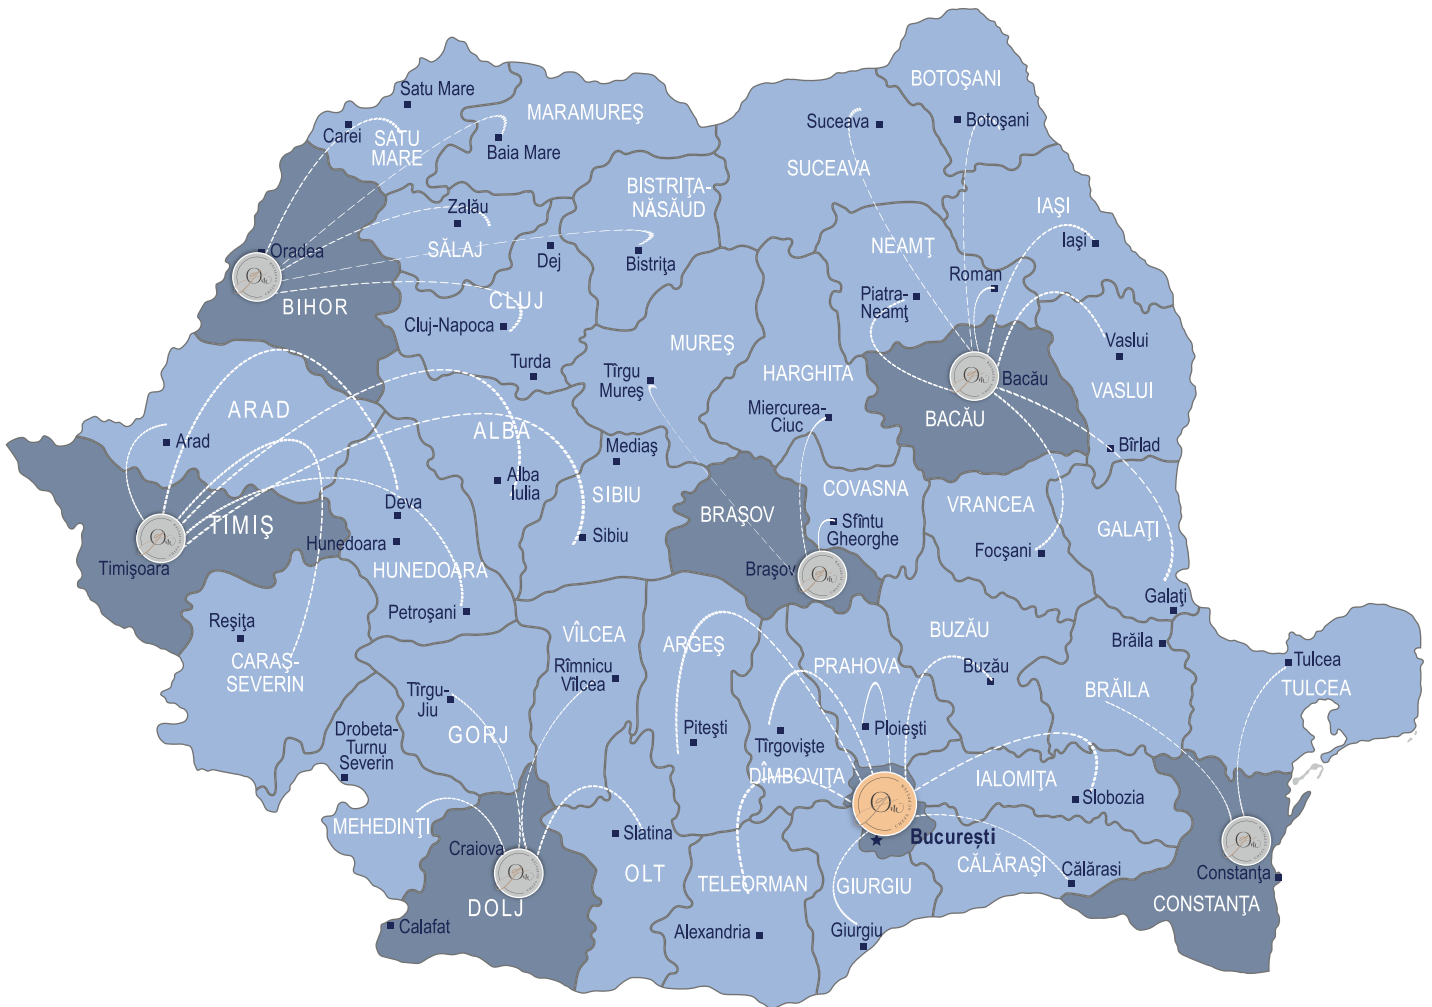 BOTOŞANI
Satu Mare
MARAMUREŞ
Carei
SATU
MARE
Baia Mare
Suceava
Botoşani
SUCEAVA
BISTRIŢA-
NĂSĂUD
Zalău
SĂLAJ
IAŞI
Iaşi
NEAMŢ
Oradea
Dej
Bistriţa
Roman
BIHOR
CLUJ
Cluj-Napoca
Piatra-
Neamţ
MUREŞ
Vaslui
Turda
Tîrgu
Mureş
HARGHITA
Bacău
VASLUI
ARAD
Miercurea-
Ciuc
BACĂU
Arad
ALBA
Mediaş
Bîrlad
Alba
Iulia
SIBIU
COVASNA
VRANCEA
Deva
BRAŞOV
Sfîntu
Gheorghe
GALAŢI
TIMIŞ
Hunedoara
Sibiu
Focşani
Timişoara
HUNEDOARA
Braşov
Galaţi
Petroşani
Reşiţa
VÎLCEA
ARGEŞ
BUZĂU
Brăila
CARAŞ-
SEVERIN
Rîmnicu
Vîlcea
PRAHOVA
Buzău
Tulcea
TULCEA
BRĂILA
Tîrgu-
Jiu
GORJ
Drobeta-
Turnu
Severin
Piteşti
Tîrgovişte
Ploieşti
DÎMBOVIŢA
IALOMIŢA
Slobozia
MEHEDINŢI
Craiova
Slatina
Bucureşti
OLT
TELEORMAN
GIURGIU
CĂLĂRAŞI
Călărasi
Constanţa
CONSTANŢA
DOLJ
Calafat
Alexandria
Giurgiu